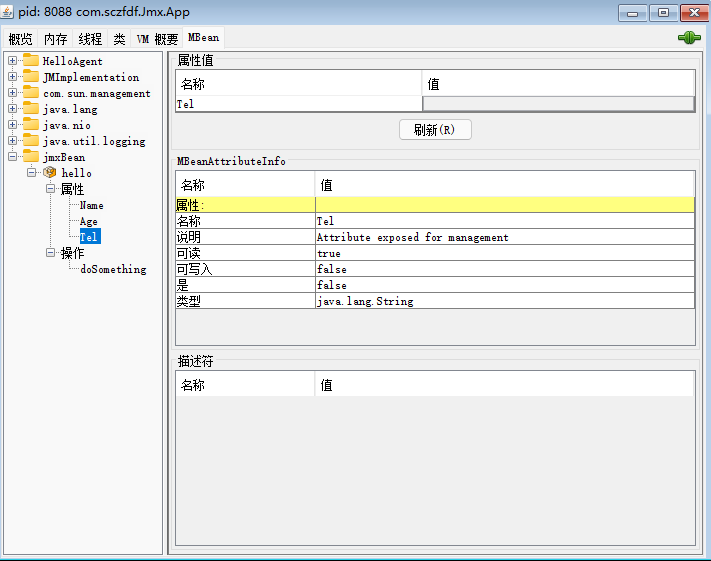 pid: 8088 com.sczfdf.Jmx.App
概览 内存 线程 类 VM 概要 MBean
HelloAgent
JMImplementation
com.sun.management
java.lang
java.nio
java.util.logging
jmxBean
hello
属性
Name
Age
Tel
操作
doSomething
属性值
名称 值
Tel
刷新(R)
MBeanAttributeInfo
名称 值
属性:
名称 Tel
说明 Attribute exposed for management
可读 true
可写入 false
是 false
类型 java.lang.String
描述符
名称 值